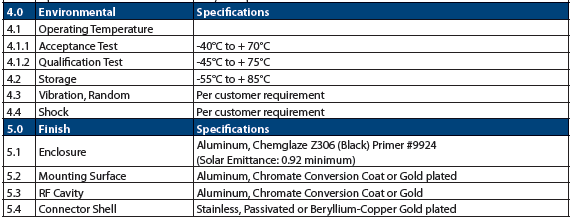 4.0 Environmental Specifications
4.1 Operating Temperature
4.1.1 Acceptance Test -40°C to + 70°C
4.1.2 Qualification Test -45°C to + 75°C
4.2 Storage -55°C to + 85°C
4.3 Vibration, Random Per customer requirement
4.4 Shock Per customer requirement
5.0 Finish Specifications
5.1 Enclosure Aluminum, Chemglaze Z306 (Black) Primer #9924
(Solar Emittance: 0.92 minimum)
5.2 Mounting Surface Aluminum, Chromate Conversion Coat or Gold plated
5.3 RF Cavity Aluminum, Chromate Conversion Coat or Gold
5.4 Connector Shell Stainless, Passivated or Beryllium-Copper Gold plated